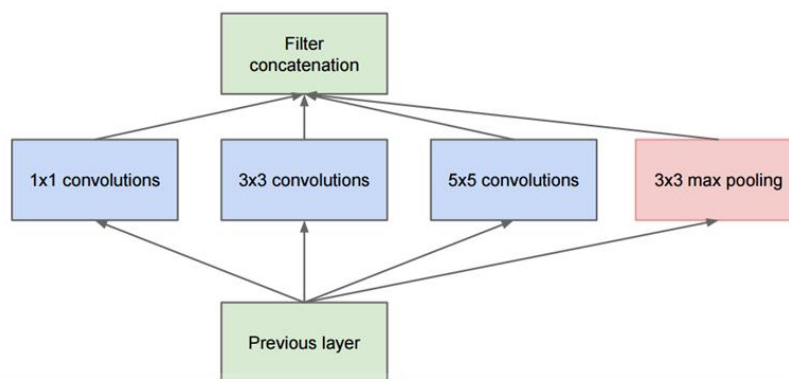 Filter
concatenation
1x1 convolutions
3x3 convolutions
5x5 convolutions
3x3 max pooling
Previous layer